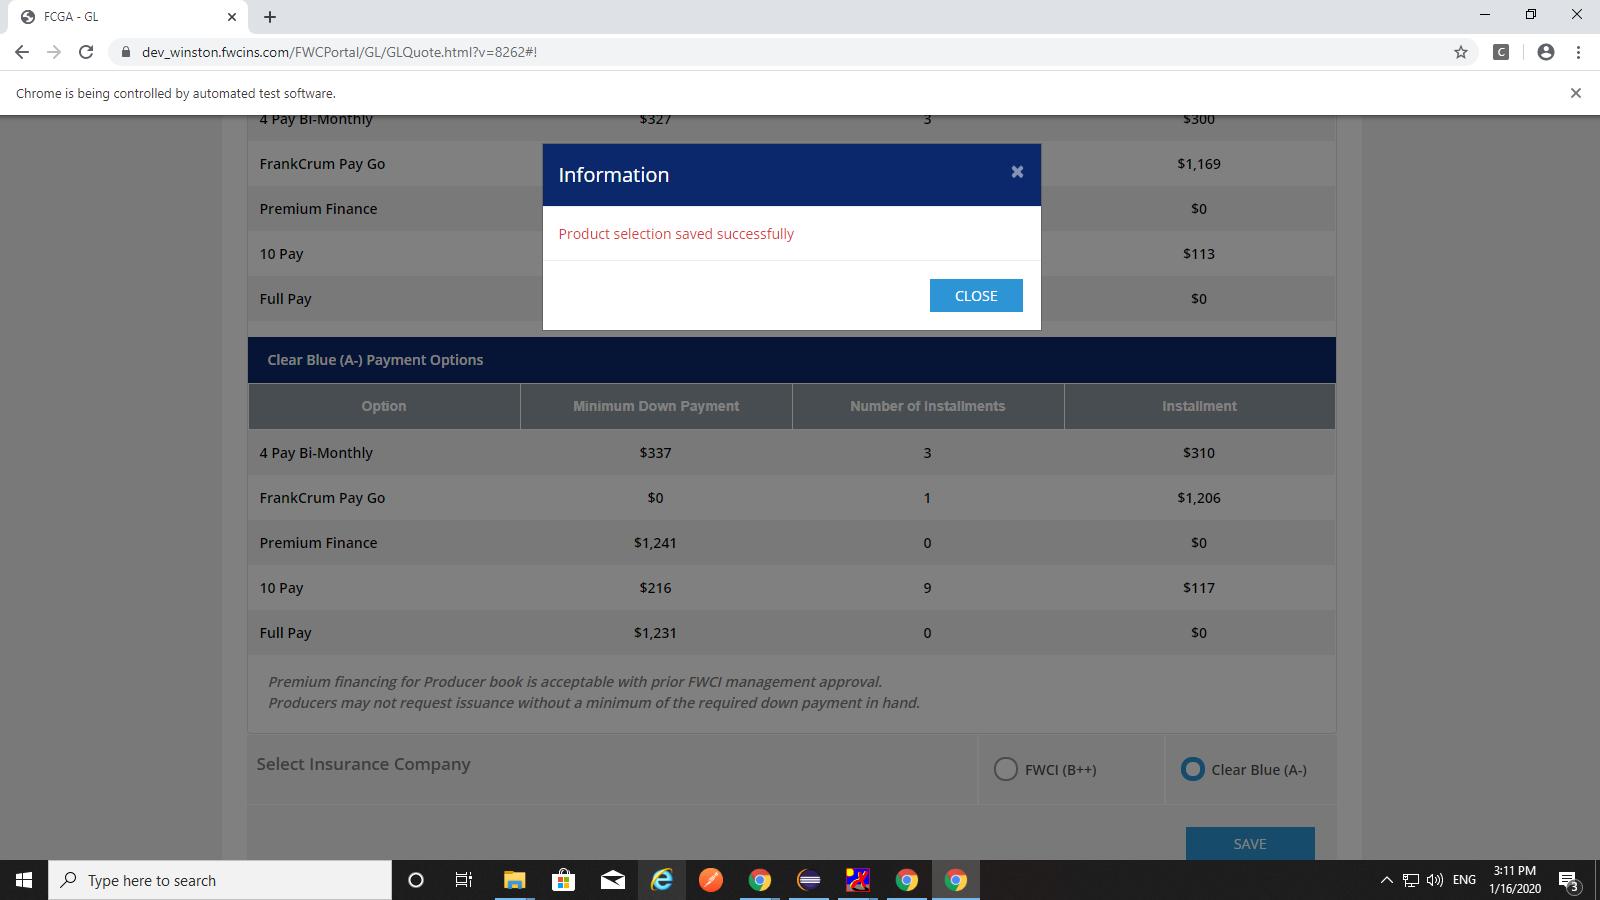 FCGA - GL
dev_winston.fwcins.com/FWCPortal/GL/GLQuote.html?v=8262#!
C
Chrome is being controlled by automated test software.
4 Pay Bi-Monthly $327 3 $300
FrankCrum Pay Go $1,169
Premium Finance $0
10 Pay $113
Full Pay $0
Information
Product selection saved successfully
CLOSE
Clear Blue (A-) Payment Options
Option Minimum Down Payment Number of Installments Installment
4 Pay Bi-Monthly $337 3 $310
FrankCrum Pay Go $0 1 $1,206
Premium Finance $1,241 0 $0
10 Pay $216 9 $117
Full Pay $1,231 0 $0
Premium financing for Producer book is acceptable with prior FWCI management approval.
Producers may not request issuance without a minimum of the required down payment in hand.
Select Insurance Company FWCI (B++) Clear Blue (A-)
SAVE
Type here to search
ENG
3:11 PM
1/16/2020
3